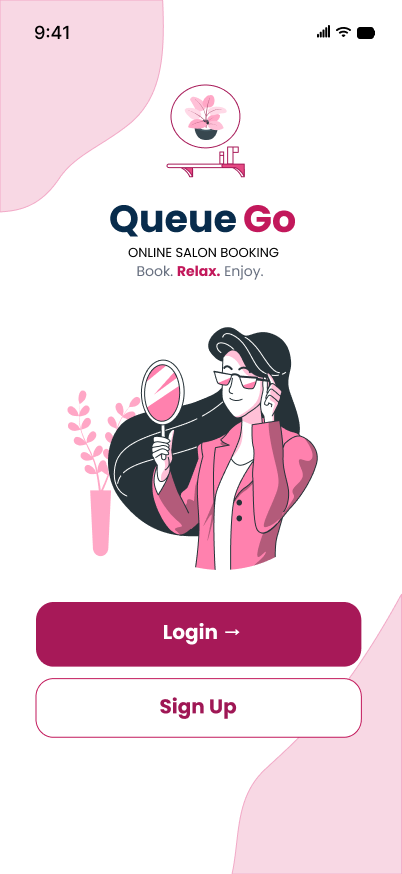 9:41
Queue Go
ONLINE SALON BOOKING
Book. Relax. Enjoy.
Login →
Sign Up